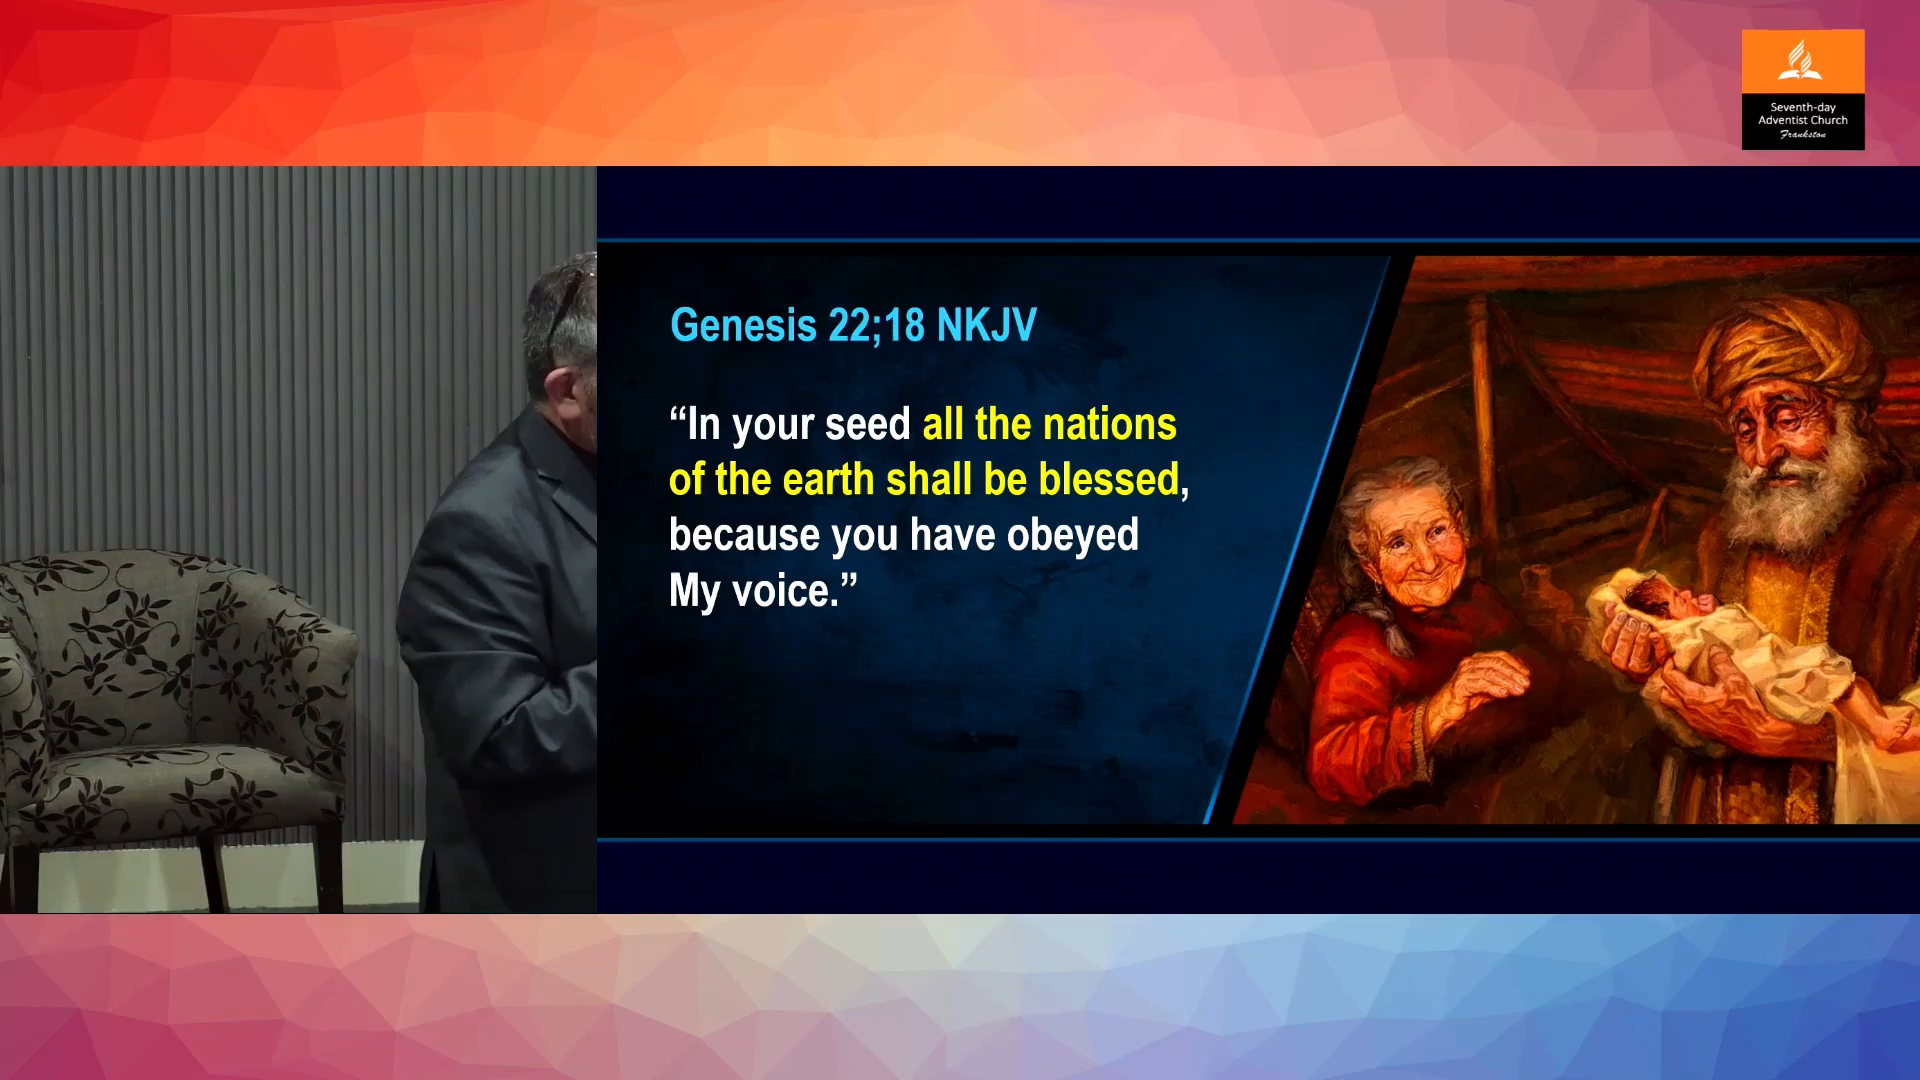 Seventh-day
Adventist Church
Frankston
Genesis 22;18 NKJV
“In your seed all the nations
of the earth shall be blessed,
because you have obeyed
My voice.”